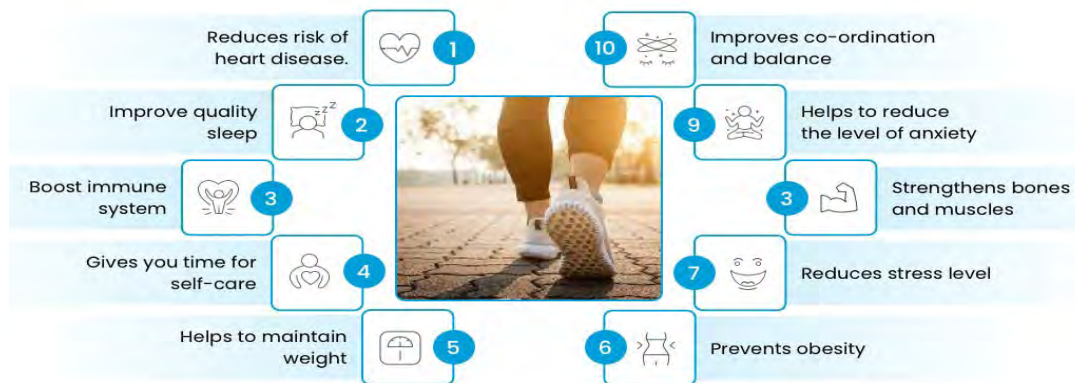 Reduces risk of
heart disease.
1
Improve quality
sleep
zzZ
2
Boost immune
system
3
Gives you time for
self-care
4
Helps to maintain
weight
5
6
Prevents obesity
7
Reduces stress level
3
Strengthens bones
and muscles
9
Helps to reduce
the level of anxiety
10
Improves co-ordination
and balance